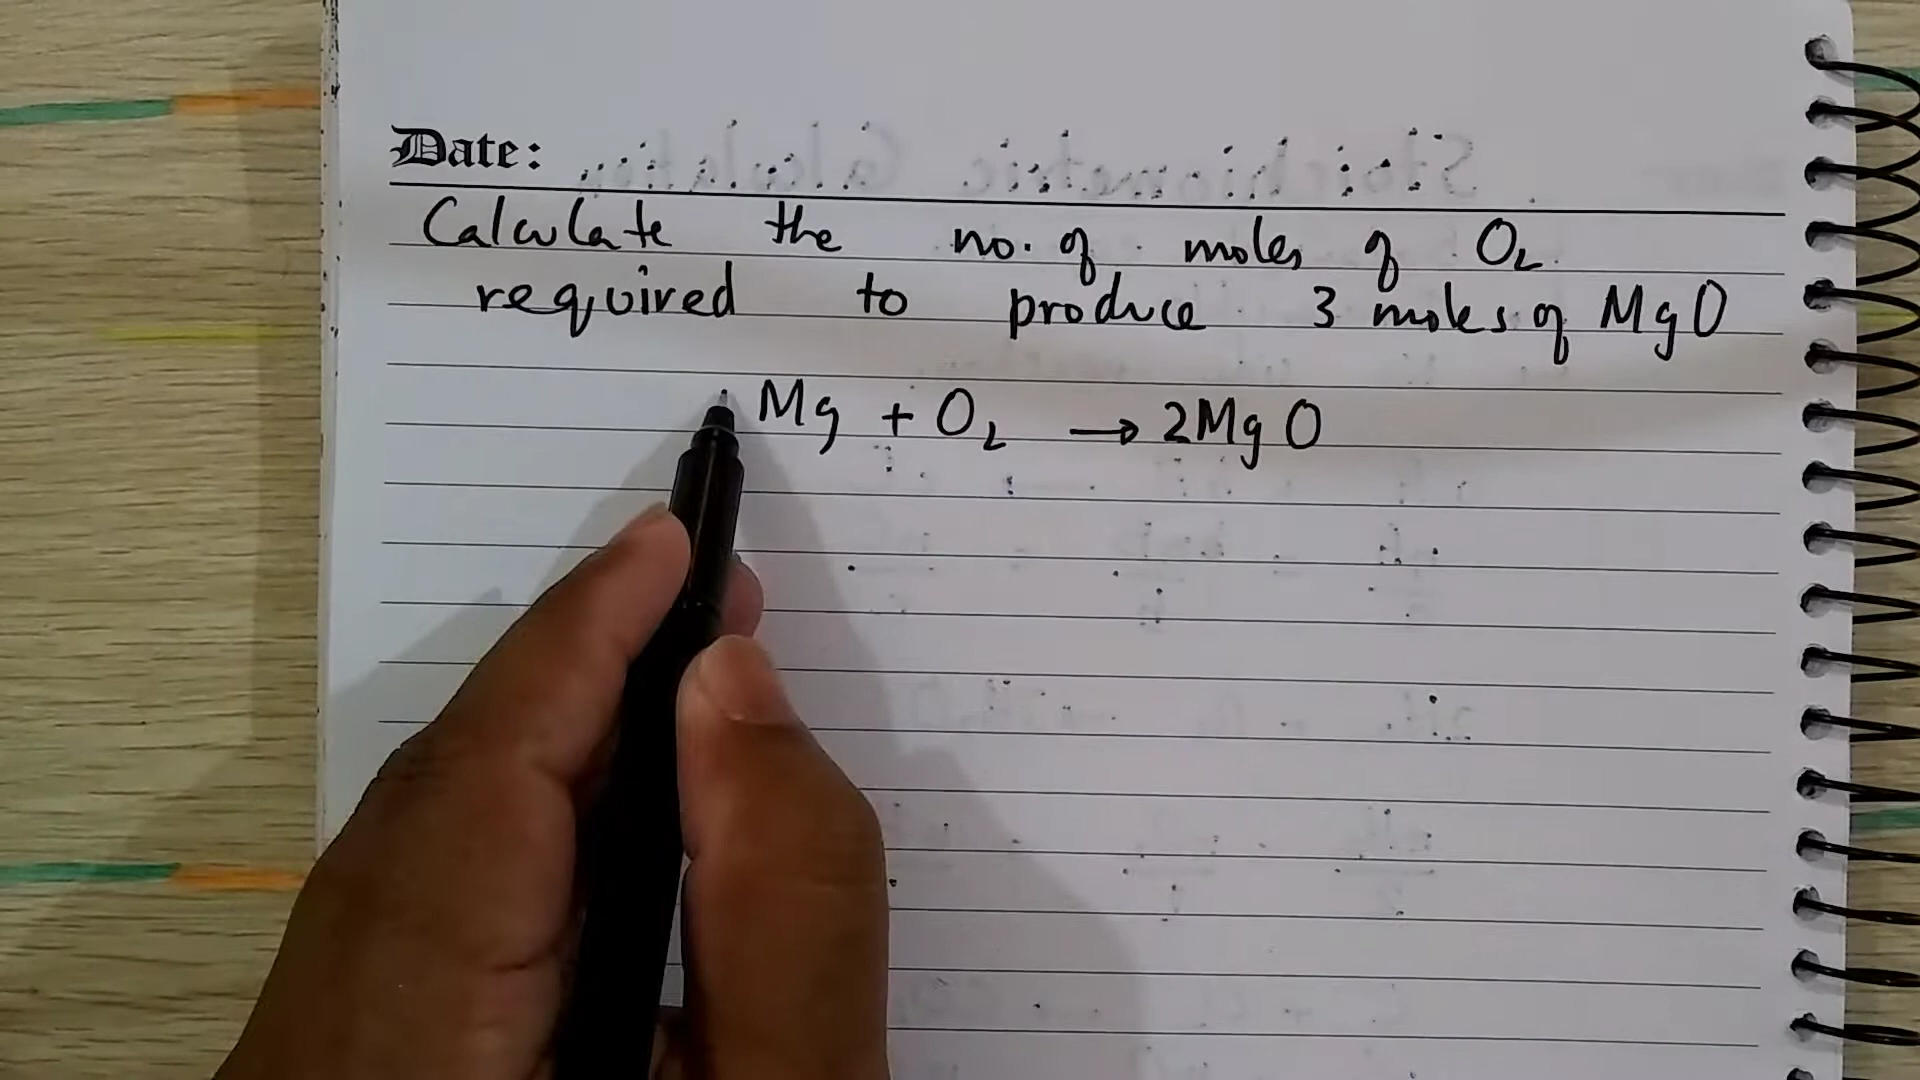 Date:
Calculate the no. of moles of O₂
required to produce 3 moles of MgO
Mg + O₂ → 2MgO